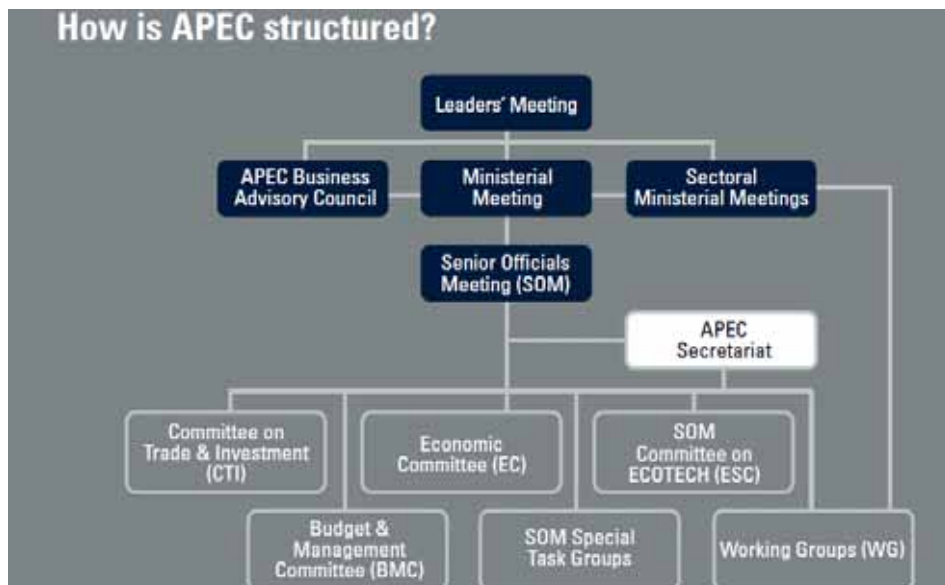 How is APEC structured?
Leaders' Meeting
APEC Business
Advisory Council
Ministerial
Meeting
Sectoral
Ministerial Meetings
Senior Officials
Meeting (SOM)
APEC
Secretariat
Committee on
Trade & Investment
(CTI)
Economic
Committee (EC)
SOM
Committee on
ECOTECH (ESC)
Budget &
Management
Committee (BMC)
SOM Special
Task Groups
Working Groups (WG)